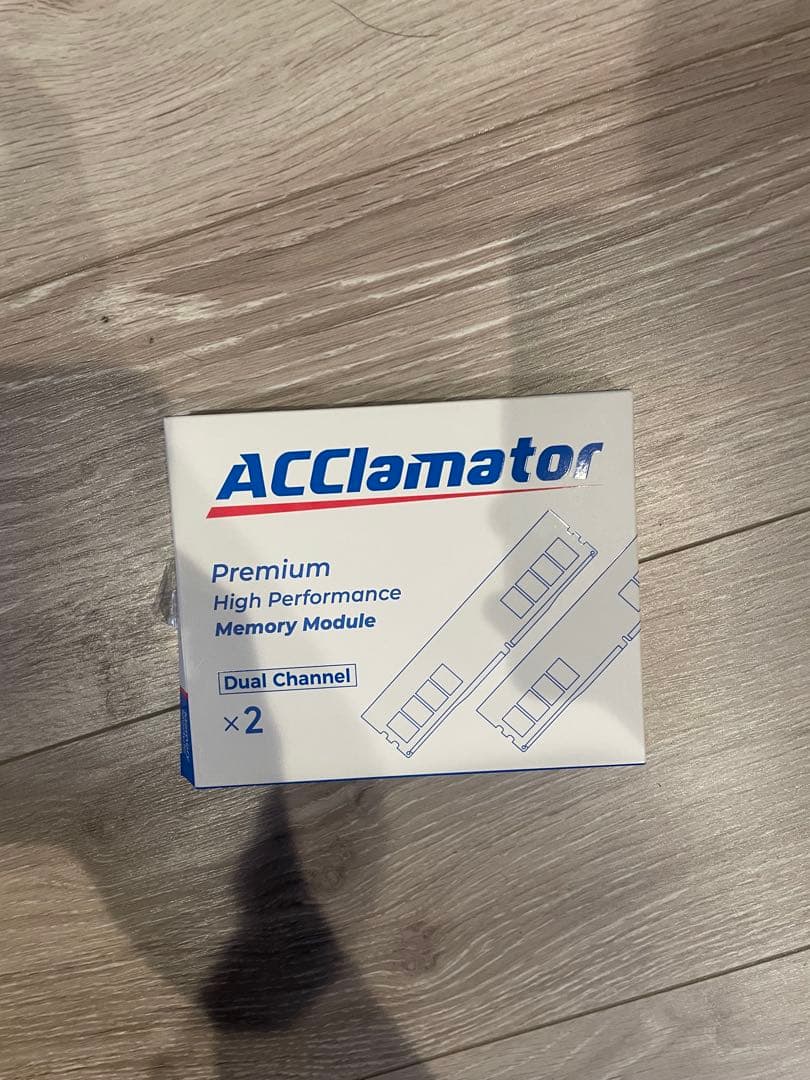 ACClamator
Premium
High Performance
Memory Module
Dual Channel
×2